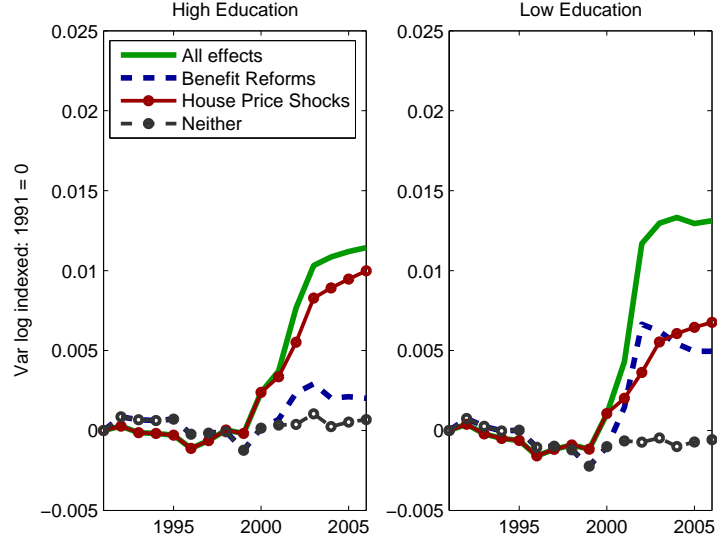 High Education
Low Education
Var log indexed: 1991 = 0
0.025
0.02
0.015
0.01
0.005
0
−0.005
1995
2000
2005
All effects
Benefit Reforms
House Price Shocks
Neither
0.025
0.02
0.015
0.01
0.005
0
−0.005
1995
2000
2005